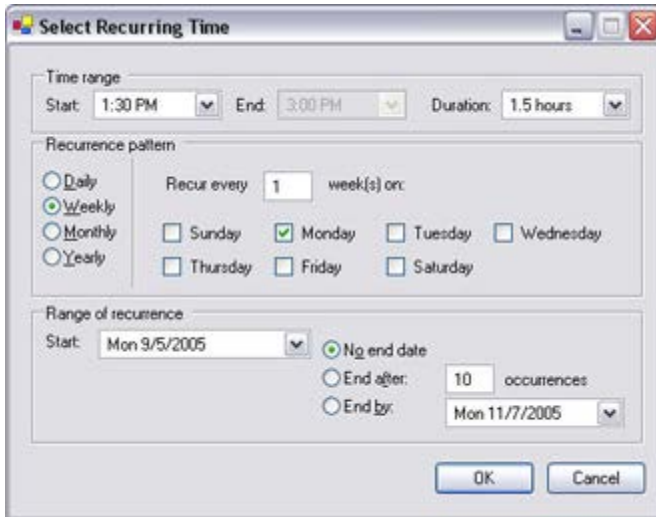 Select Recurring Time
Time range
Start: 1:30 PM End: 3:00 PM Duration: 1.5 hours
Recurrence pattern
Daily
Weekly
Monthly
Yearly
Recur every 1 week(s) on:
Sunday Monday Tuesday Wednesday
Thursday Friday Saturday
Range of recurrence
Start: Mon 9/5/2005
No end date
End after: 10 occurrences
End by: Mon 11/7/2005
OK Cancel